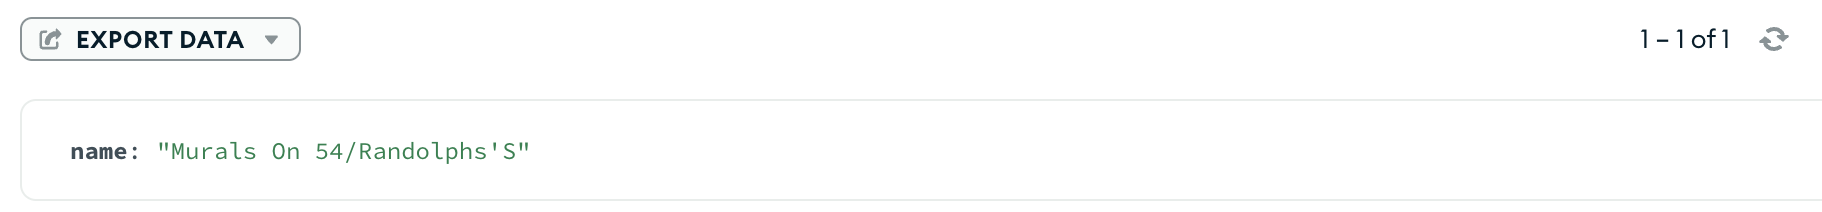 EXPORT DATA
1 – 1 of 1
name: "Murals On 54/Randolphs'S"